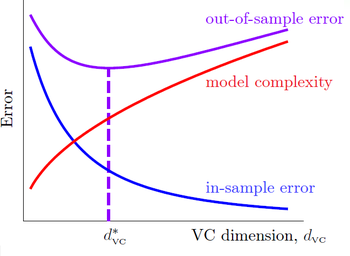 out-of-sample error
model complexity
Error
in-sample error
d*VC
VC dimension, dVC